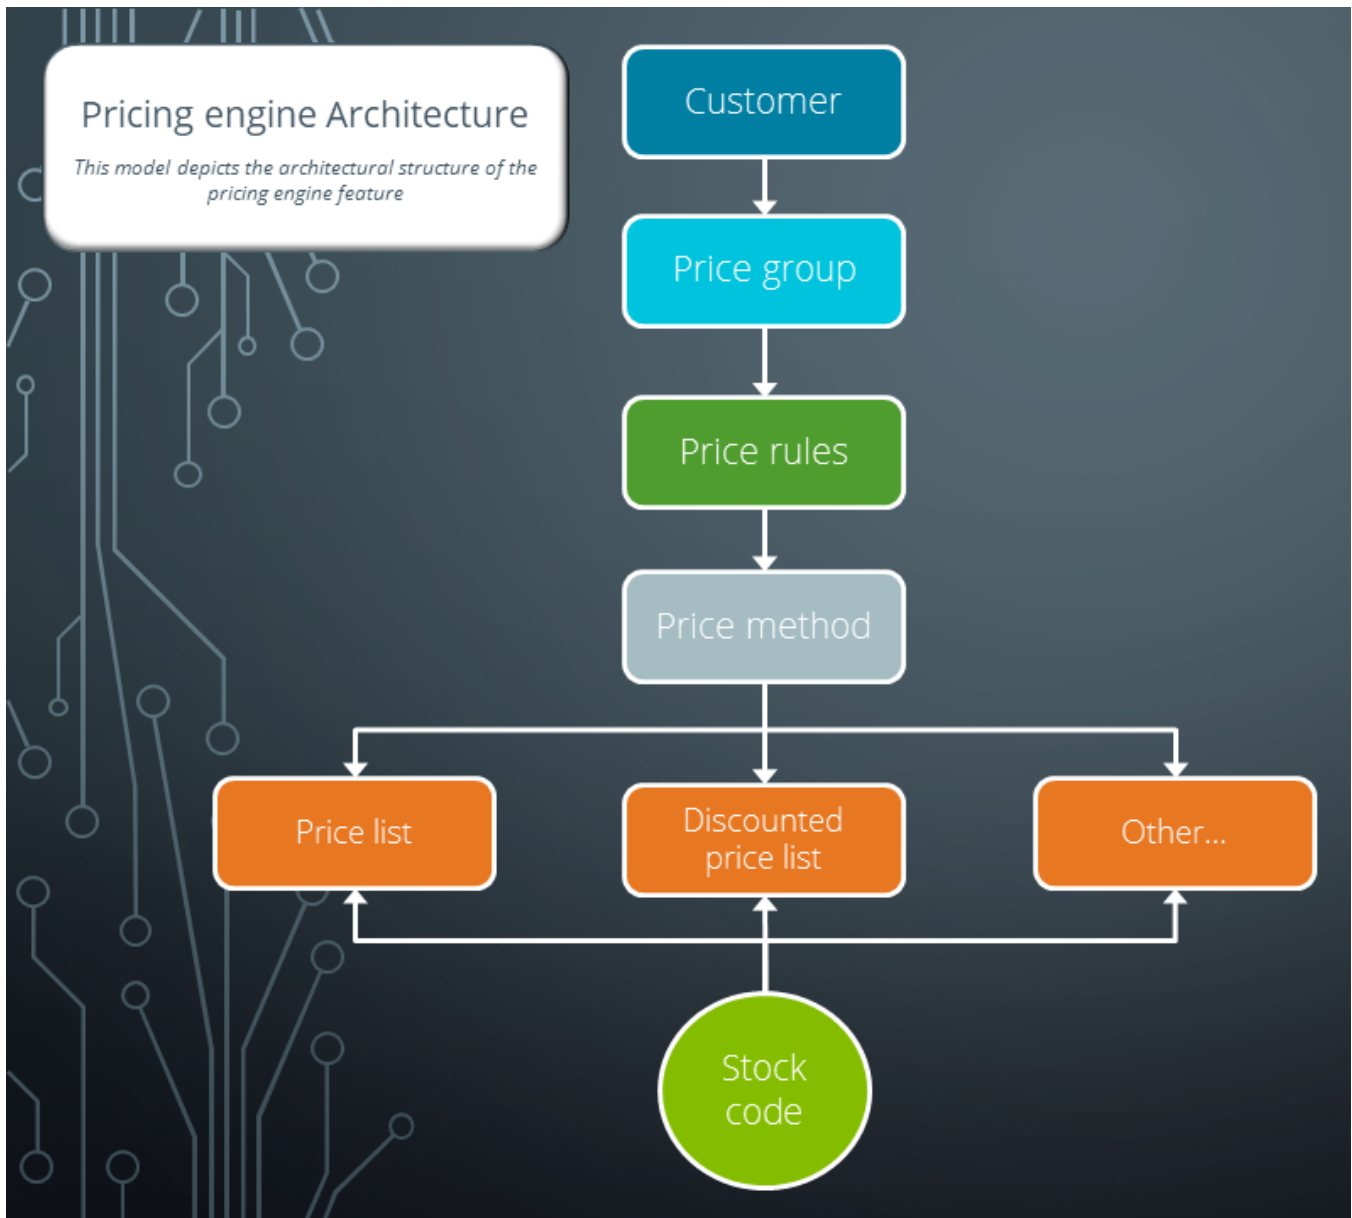 Pricing engine Architecture
This model depicts the architectural structure of the
pricing engine feature
Customer
Price group
Price rules
Price method
Price list
Discounted
price list
Other...
Stock
code